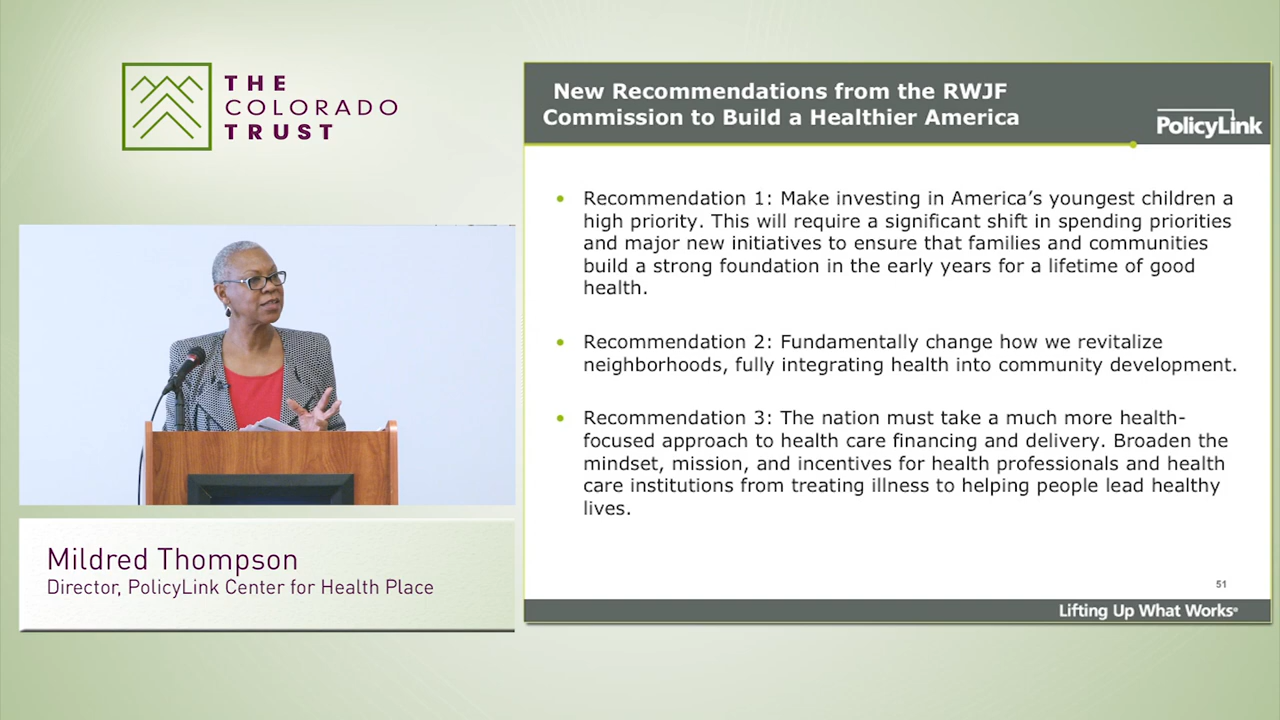 THE
COLORADO
TRUST
Mildred Thompson
Director, PolicyLink Center for Health Place
New Recommendations from the RWJF
Commission to Build a Healthier America
PolicyLink
• Recommendation 1: Make investing in America’s youngest children a
high priority. This will require a significant shift in spending priorities
and major new initiatives to ensure that families and communities
build a strong foundation in the early years for a lifetime of good
health.
• Recommendation 2: Fundamentally change how we revitalize
neighborhoods, fully integrating health into community development.
• Recommendation 3: The nation must take a much more health-
focused approach to health care financing and delivery. Broaden the
mindset, mission, and incentives for health professionals and health
care institutions from treating illness to helping people lead healthy
lives.
51
Lifting Up What Works®